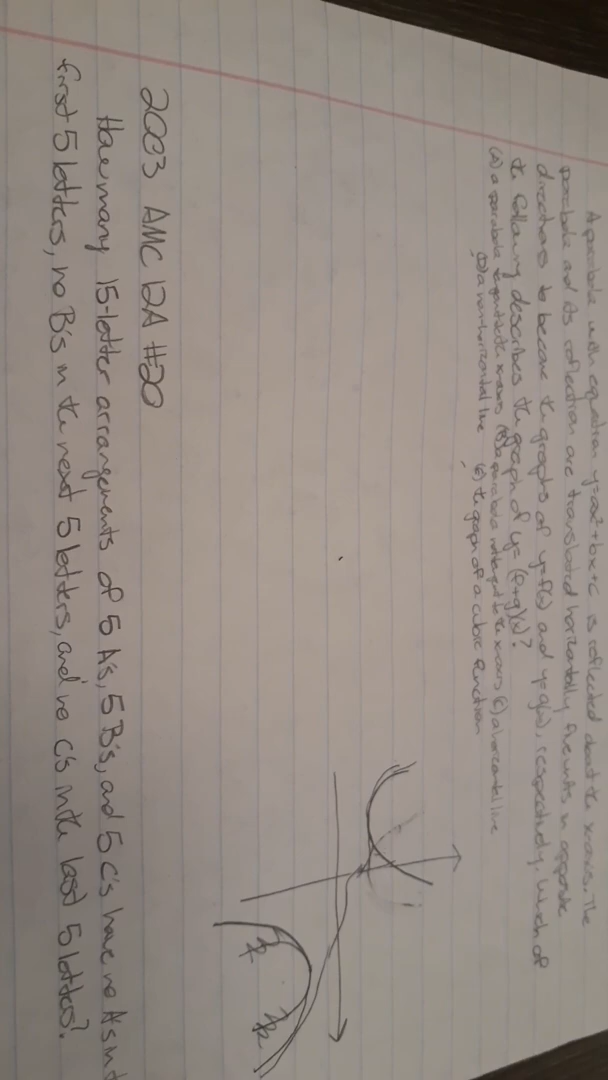 A parabola with equation y=ax²+bx+c is reflected about the x-axis. The
parabola and its reflection are translated horizontally five units in opposite
directions to become the graphs of y=f(x) and y=g(x), respectively. Which of
the following describes the graph of y=(f+g)(x)?
(A) a parabola tangent to the x-axis (B) a parabola not tangent to the x-axis (C) a horizontal line
(D) a non-horizontal line (E) the graph of a cubic function
2003 AMC 12A #20
How many 15-letter arrangements of 5 A's, 5 B's, and 5 C's have no A's in t
first 5 letters, no B's in the next 5 letters, and no C's in the last 5 letters?